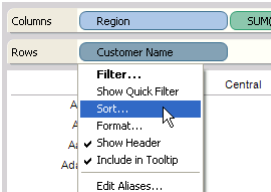 Columns Region SUM(
Rows Customer Name
Filter...
Show Quick Filter
Central
Sort...
Format...
Show Header
Include in Tooltip
Edit Aliases...